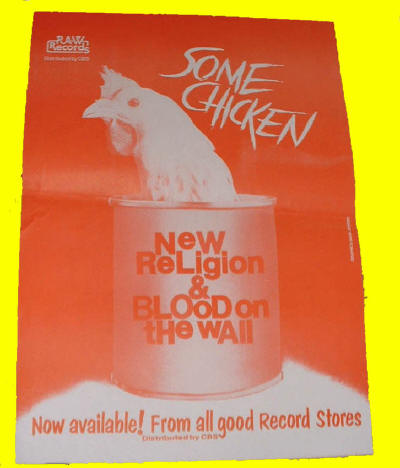 RAW
Records
Distributed by CBS
SOME
CHICKEN
New
ReLigion
&
BLOoD on
tHe wAll
Now available! From all good Record Stores
Distributed by CBS